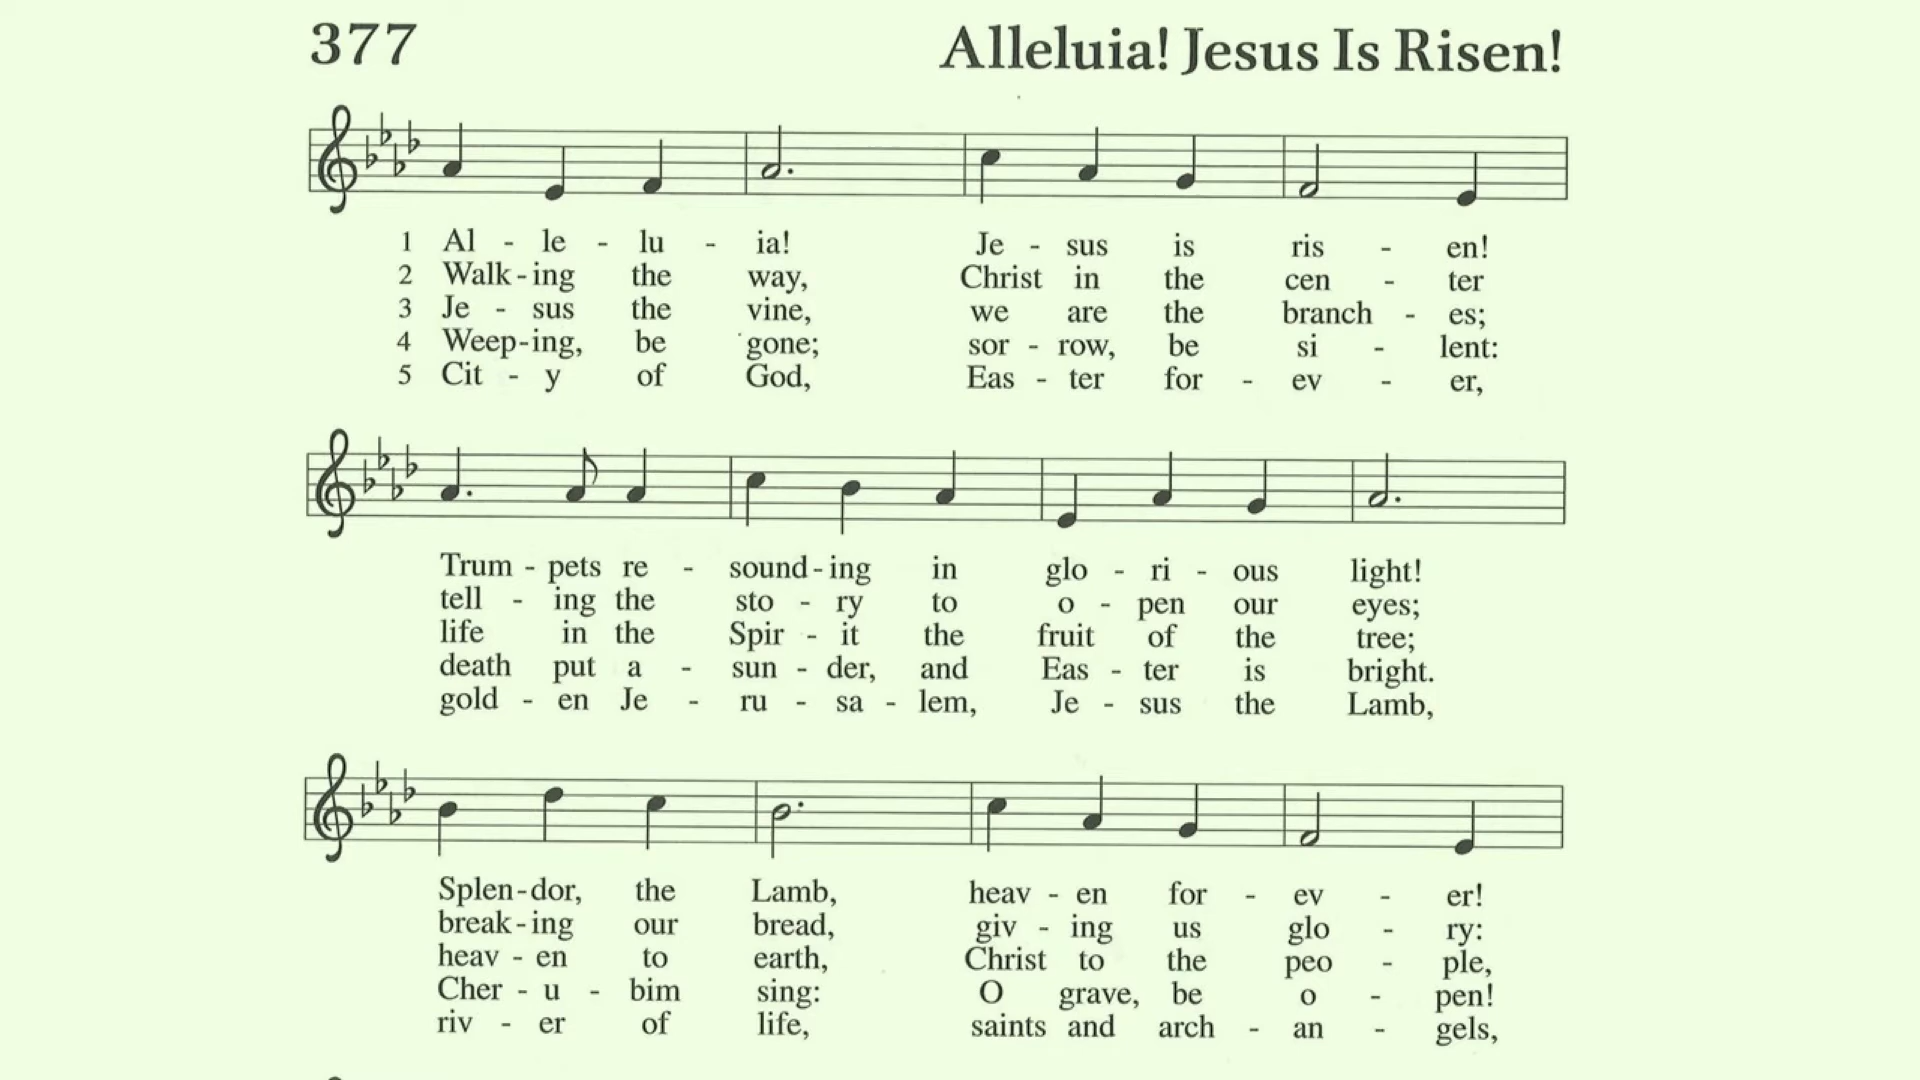 377 Alleluia! Jesus Is Risen!
1 Al - le - lu - ia! Je - sus is ris - en!
2 Walk - ing the way, Christ in the cen - ter
3 Je - sus the vine, we are the branch - es;
4 Weep - ing, be gone; sor - row, be si - lent:
5 Cit - y of God, Eas - ter for - ev - er,
Trum - pets re - sound - ing in glo - ri - ous light!
tell - ing the sto - ry to o - pen our eyes;
life in the Spir - it the fruit of the tree;
death put a - sun - der, and Eas - ter is bright.
gold - en Je - ru - sa - lem, Je - sus the Lamb,
Splen - dor, the Lamb, heav - en for - ev - er!
break - ing our bread, giv - ing us glo - ry:
heav - en to earth, Christ to the peo - ple,
Cher - u - bim sing: O grave, be o - pen!
riv - er of life, saints and arch - an - gels,